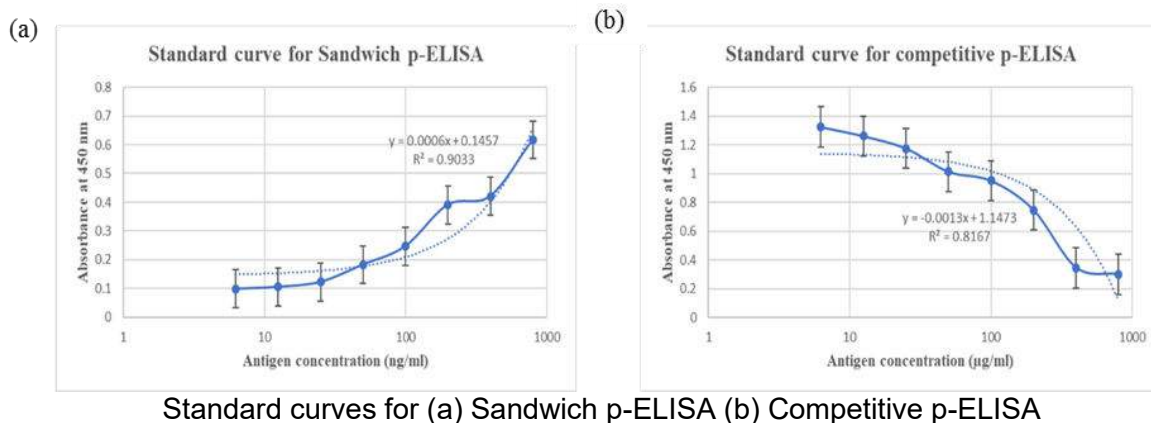 (a)
Standard curve for Sandwich p-ELISA
0.8
0.7
0.6
0.5
0.4
0.3
0.2
0.1
0
y = 0.0006x + 0.1457
R² = 0.9033
Absorbance at 450 nm
1
10
100
1000
Antigen concentration (ng/ml)
(b)
Standard curve for competitive p-ELISA
1.6
1.4
1.2
1
0.8
0.6
0.4
0.2
0
y = -0.0013x + 1.1473
R² = 0.8167
Absorbance at 450 nm
1
10
100
1000
Antigen concentration (µg/ml)
Standard curves for (a) Sandwich p-ELISA (b) Competitive p-ELISA